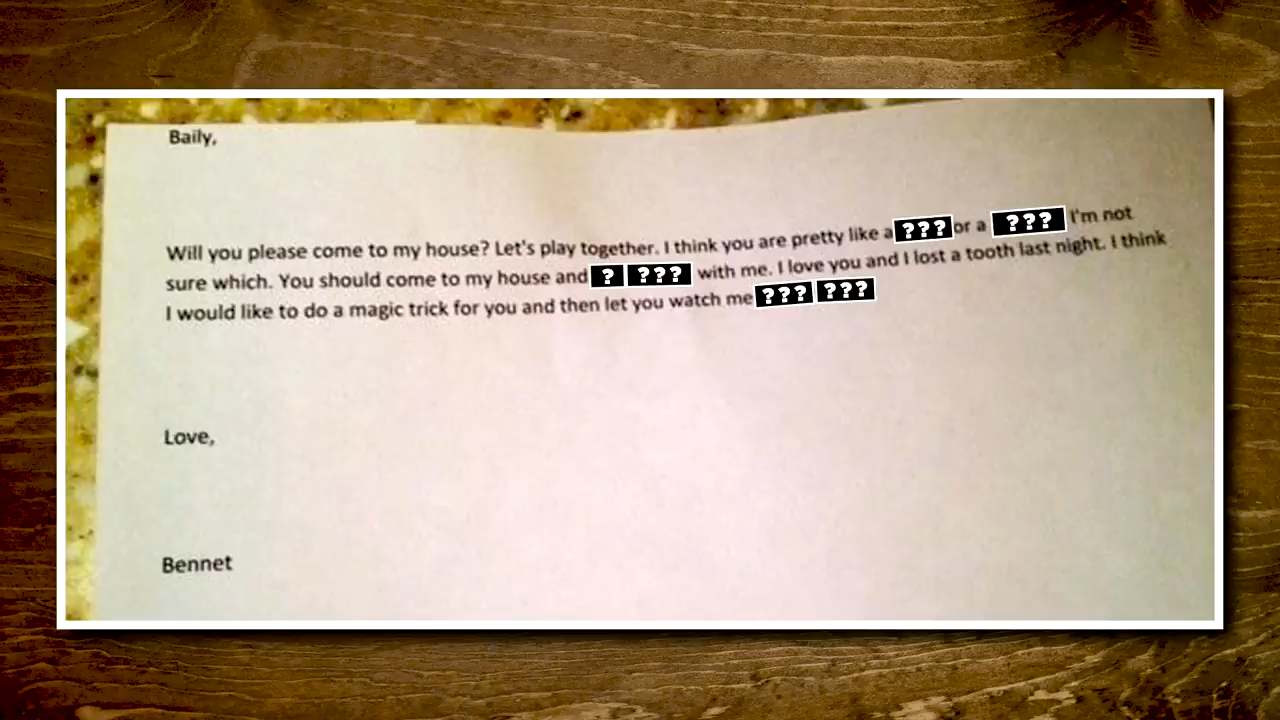 Baily,
Will you please come to my house? Let's play together. I think you are pretty like a ??? or a ??? I'm not
sure which. You should come to my house and ? ??? with me. I love you and I lost a tooth last night. I think
I would like to do a magic trick for you and then let you watch me ??? ???
Love,
Bennet